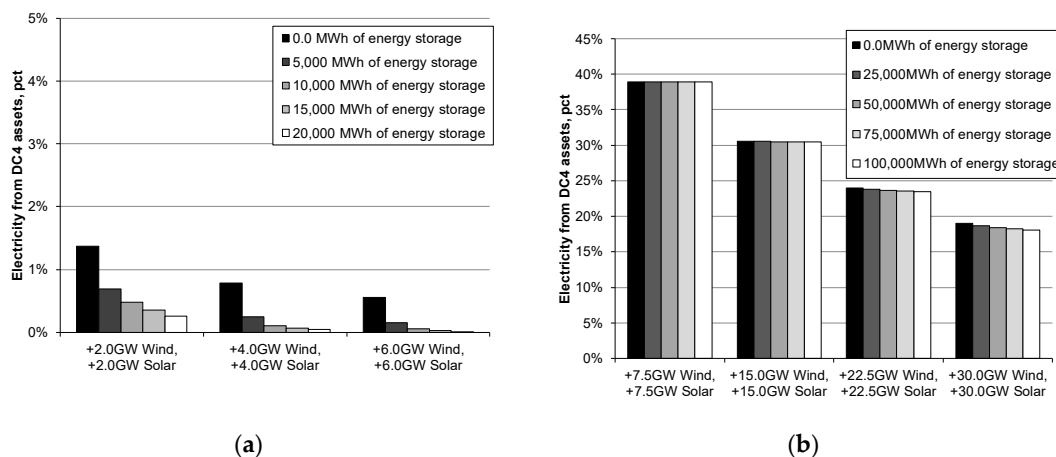 5%
4%
3%
2%
1%
0%
Electricity from DC4 assets, pct
0.0 MWh of energy storage
5,000 MWh of energy storage
10,000 MWh of energy storage
15,000 MWh of energy storage
20,000 MWh of energy storage
+2.0GW Wind,
+2.0GW Solar
+4.0GW Wind,
+4.0GW Solar
+6.0GW Wind,
+6.0GW Solar
(a)
45%
40%
35%
30%
25%
20%
15%
10%
5%
0%
Electricity from DC4 assets, pct
0.0MWh of energy storage
25,000MWh of energy storage
50,000MWh of energy storage
75,000MWh of energy storage
100,000MWh of energy storage
+7.5GW Wind,
+7.5GW Solar
+15.0GW Wind,
+15.0GW Solar
+22.5GW Wind,
+22.5GW Solar
+30.0GW Wind,
+30.0GW Solar
(b)